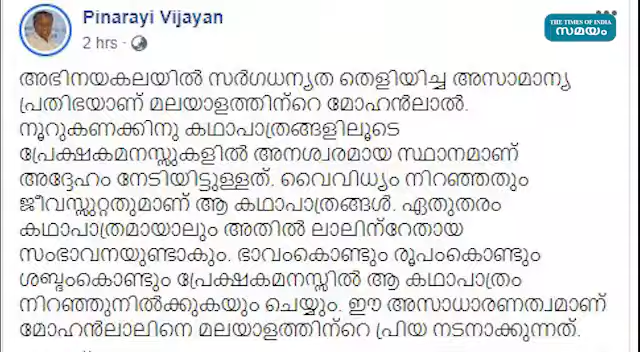 Pinarayi Vijayan
2 hrs ·
THE TIMES OF INDIA
സമയം
അഭിനയകലയിൽ സർഗധന്യത തെളിയിച്ച അസാമാന്യ
പ്രതിഭയാണ് മലയാളത്തിന്റെ മോഹൻലാൽ.
നൂറുകണക്കിനു കഥാപാത്രങ്ങളിലൂടെ
പ്രേക്ഷകമനസ്സുകളിൽ അനശ്വരമായ സ്ഥാനമാണ്
അദ്ദേഹം നേടിയിട്ടുള്ളത്. വൈവിധ്യം നിറഞ്ഞതും
ജീവസ്സുറ്റതുമാണ് ആ കഥാപാത്രങ്ങൾ. ഏതുതരം
കഥാപാത്രമായാലും അതിൽ ലാലിന്റേതായ
സംഭാവനയുണ്ടാകും. ഭാവംകൊണ്ടും രൂപംകൊണ്ടും
ശബ്ദംകൊണ്ടും പ്രേക്ഷകമനസ്സിൽ ആ കഥാപാത്രം
നിറഞ്ഞുനിൽക്കുകയും ചെയ്യും. ഈ അസാധാരണത്വമാണ്
മോഹൻലാലിനെ മലയാളത്തിന്റെ പ്രിയ നടനാക്കുന്നത്.